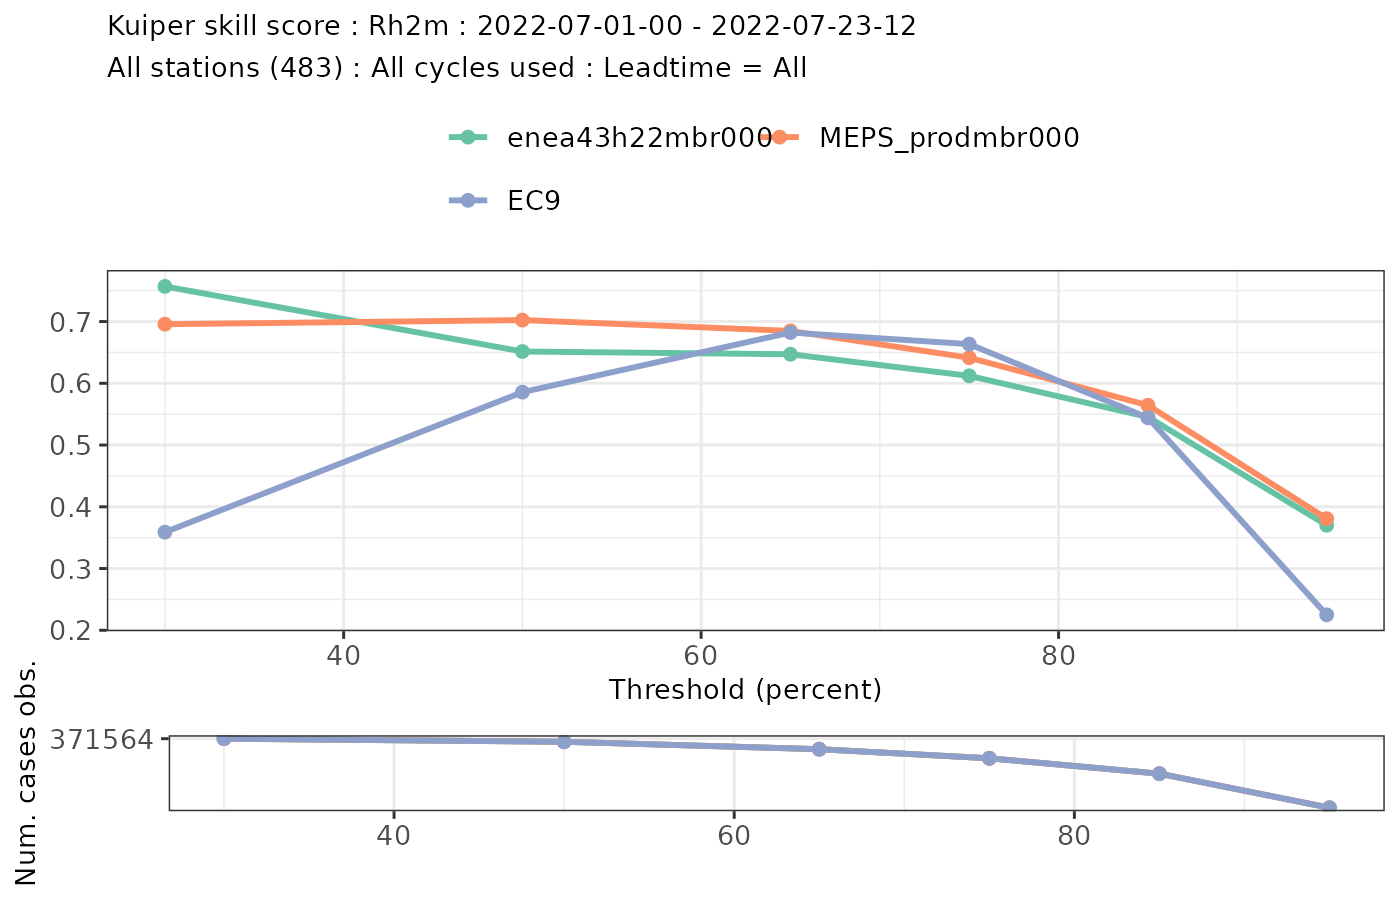 Kuiper skill score : Rh2m : 2022-07-01-00 - 2022-07-23-12
All stations (483) : All cycles used : Leadtime = All
enea43h22mbr000 MEPS_prodmbr000
EC9
0.7
0.6
0.5
0.4
0.3
0.2
40 60 80
Threshold (percent)
Num. cases obs.
371564
40 60 80